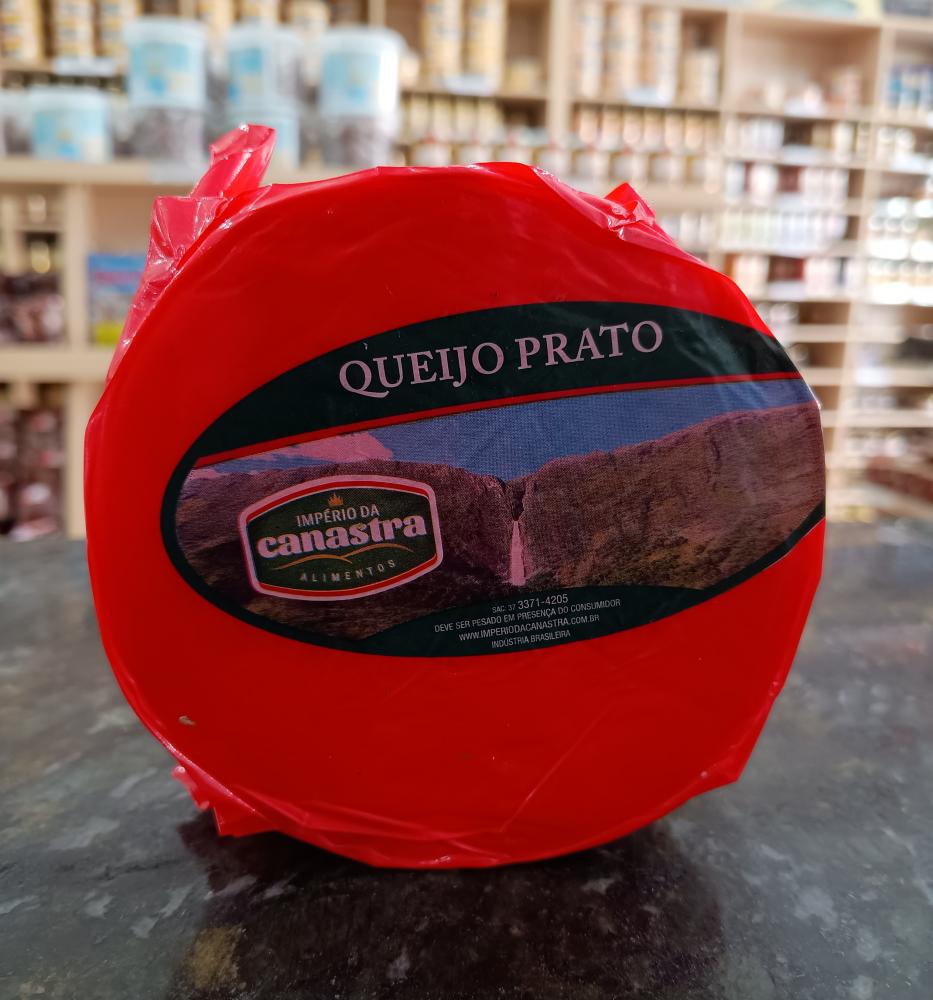 QUEIJO PRATO
IMPÉRIO DA
canastra
ALIMENTOS
SAC: 37 3371-4205
DEVE SER PESADO EM PRESENÇA DO CONSUMIDOR
WWW.IMPERIODACANASTRA.COM.BR
INDÚSTRIA BRASILEIRA